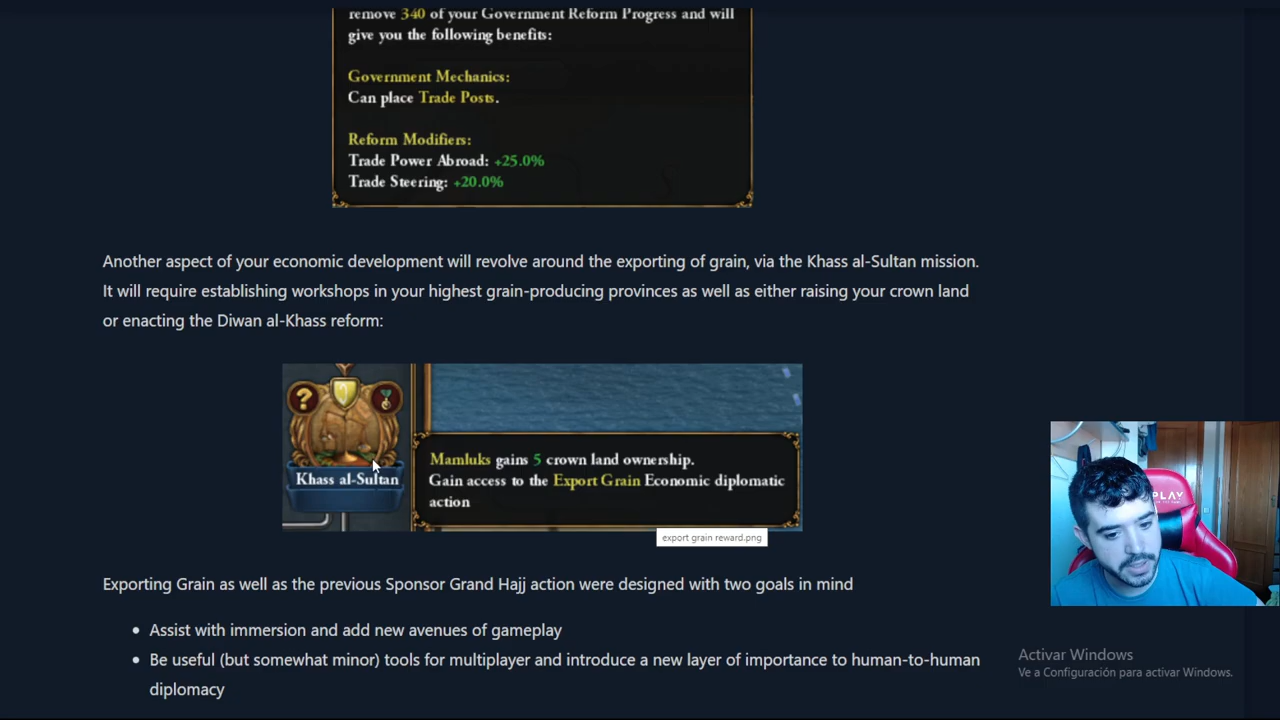 remove 340 of your Government Reform Progress and will
give you the following benefits:
Government Mechanics:
Can place Trade Posts.
Reform Modifiers:
Trade Power Abroad: +25.0%
Trade Steering: +20.0%
Another aspect of your economic development will revolve around the exporting of grain, via the Khass al-Sultan mission.
It will require establishing workshops in your highest grain-producing provinces as well as either raising your crown land
or enacting the Diwan al-Khass reform:
?
Khass al-Sultan
Mamluks gains 5 crown land ownership.
Gain access to the Export Grain Economic diplomatic
action
export grain reward.png
Exporting Grain as well as the previous Sponsor Grand Hajj action were designed with two goals in mind
• Assist with immersion and add new avenues of gameplay
• Be useful (but somewhat minor) tools for multiplayer and introduce a new layer of importance to human-to-human
diplomacy
PLAY
Activar Windows
Ve a Configuración para activar Windows.